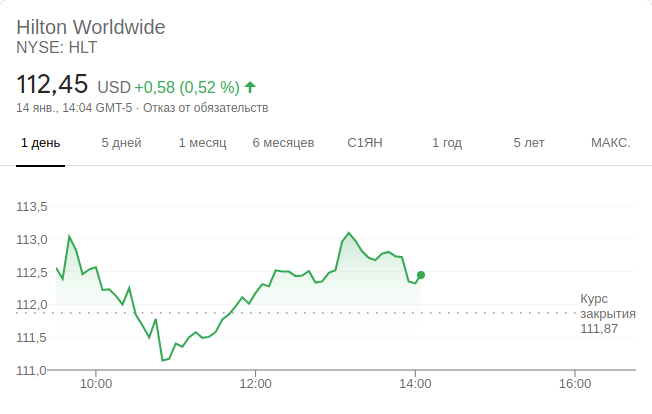 Hilton Worldwide
NYSE: HLT
112,45 USD +0,58 (0,52 %)
14 янв., 14:04 GMT-5 · Отказ от обязательств
1 день 5 дней 1 месяц 6 месяцев С1ЯН 1 год 5 лет МАКС.
113,5
113,0
112,5
112,0
111,5
111,0
Курс
закрытия
111,87
10:00 12:00 14:00 16:00